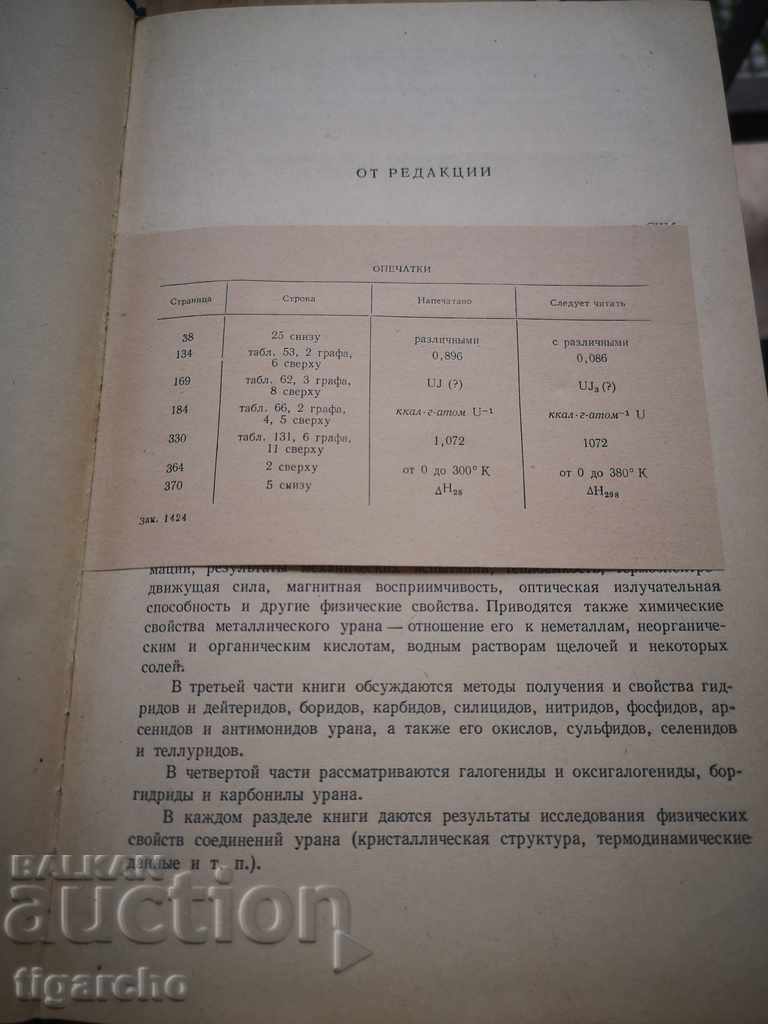 ОТ РЕДАКЦИИ
ОПЕЧАТКИ
Страница Строка Напечатано Следует читать
38 25 снизу различными с различными
134 табл. 53, 2 графа, 6 сверху 0,896 0,086
169 табл. 62, 3 графа, 8 сверху UJ (?) UJ₃ (?)
184 табл. 66, 2 графа, 4, 5 сверху ккал·г-атом U⁻¹ ккал·г-атом⁻¹ U
330 табл. 131, 6 графа, 11 сверху 1,072 1072
364 2 сверху от 0 до 300° К от 0 до 380° К
370 5 снизу ΔH₂₈ ΔH₂₉₈
Зак. 1424
движущая сила, магнитная восприимчивость, оптическая излучательная
способность и другие физические свойства. Приводятся также химические
свойства металлического урана — отношение его к неметаллам, неорганиче-
ским и органическим кислотам, водным растворам щелочей и некоторых
солей.
В третьей части книги обсуждаются методы получения и свойства гид-
ридов и дейтеридов, боридов, карбидов, силицидов, нитридов, фосфидов, ар-
сенидов и антимонидов урана, а также его окислов, сульфидов, селенидов
и теллуридов.
В четвертой части рассматриваются галогениды и оксигалогениды, бор-
гидриды и карбонилы урана.
В каждом разделе книги даются результаты исследования физических
свойств соединений урана (кристаллическая структура, термодинамические
данные и т. п.).
BALKAN
auction
tigarcho